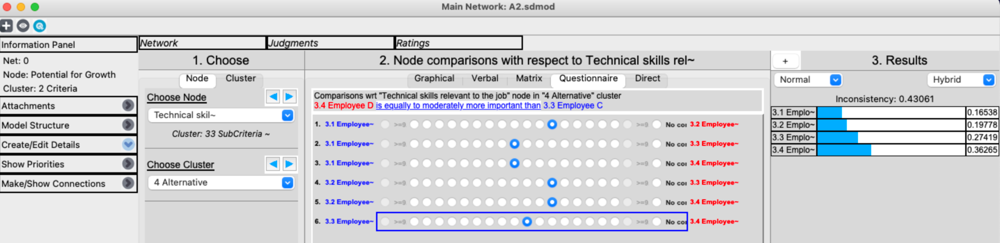 Main Network: A2.sdmod
Information Panel
Network
Judgments
Ratings
Net: 0
Node: Potential for Growth
Cluster: 2 Criteria
Attachments
Model Structure
Create/Edit Details
Show Priorities
Make/Show Connections
1. Choose
Node Cluster
Choose Node
Technical skil~
Cluster: 33 SubCriteria ~
Choose Cluster
4 Alternative
2. Node comparisons with respect to Technical skills rel~
Graphical Verbal Matrix Questionnaire Direct
Comparisons wrt "Technical skills relevant to the job" node in "4 Alternative" cluster
3.4 Employee D is equally to moderately more important than 3.3 Employee C
1. 3.1 Employee~ >=9 >=9 No coı 3.2 Employee~
2. 3.1 Employee~ >=9 >=9 No coı 3.3 Employee~
3. 3.1 Employee~ >=9 >=9 No coı 3.4 Employee~
4. 3.2 Employee~ >=9 >=9 No coı 3.3 Employee~
5. 3.2 Employee~ >=9 >=9 No coı 3.4 Employee~
6. 3.3 Employee~ >=9 >=9 No coı 3.4 Employee~
+ 3. Results
Normal Hybrid
Inconsistency: 0.43061
3.1 Emplo~ 0.16538
3.2 Emplo~ 0.19778
3.3 Emplo~ 0.27419
3.4 Emplo~ 0.36265